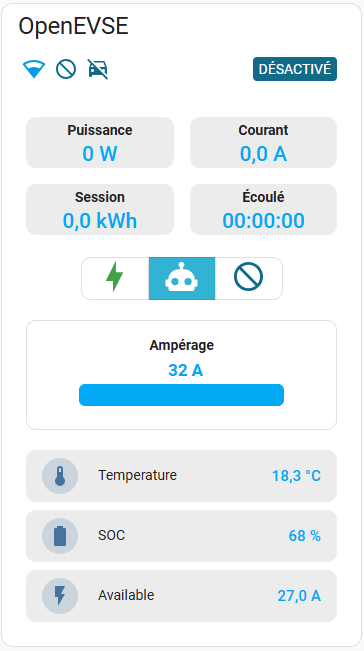 OpenEVSE
DÉSACTIVÉ
Puissance
0 W
Courant
0,0 A
Session
0,0 kWh
Écoulé
00:00:00
Ampérage
32 A
Temperature 18,3 °C
SOC 68 %
Available 27,0 A